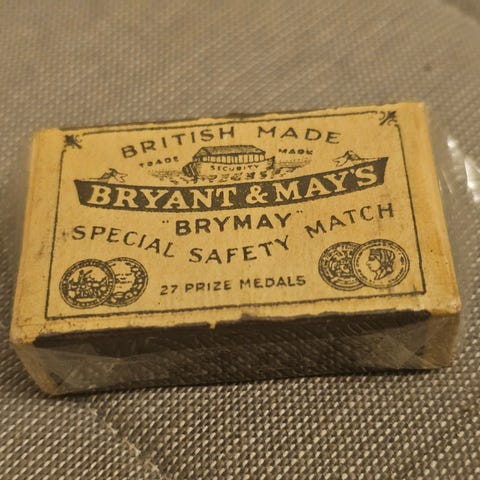 BRITISH MADE
TRADE MARK
SECURITY
BRYANT & MAY'S
"BRYMAY"
SPECIAL SAFETY MATCH
27 PRIZE MEDALS